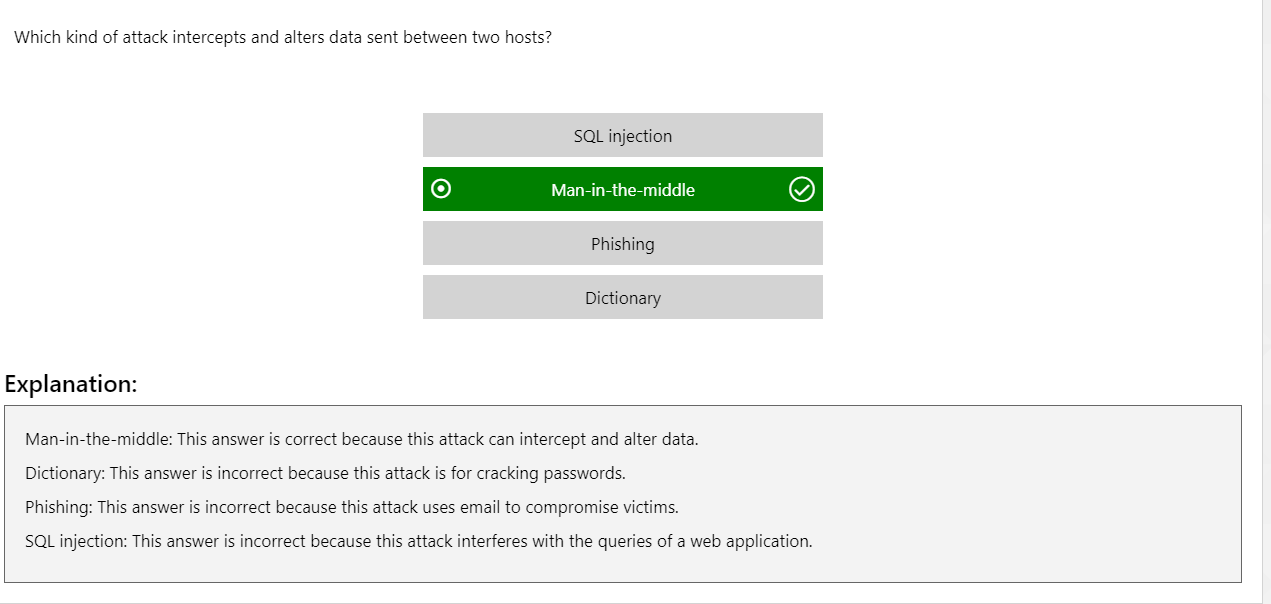 Which kind of attack intercepts and alters data sent between two hosts?
SQL injection
Man-in-the-middle
Phishing
Dictionary
Explanation:
Man-in-the-middle: This answer is correct because this attack can intercept and alter data.
Dictionary: This answer is incorrect because this attack is for cracking passwords.
Phishing: This answer is incorrect because this attack uses email to compromise victims.
SQL injection: This answer is incorrect because this attack interferes with the queries of a web application.